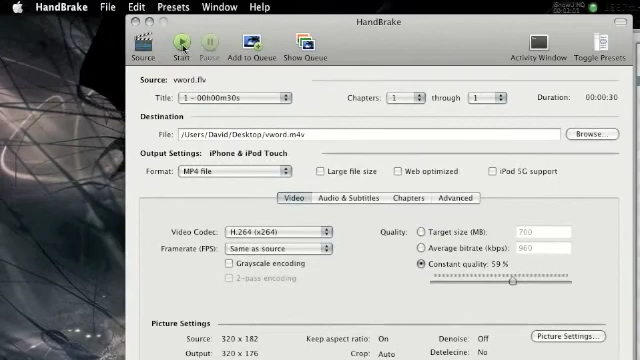 HandBrake File Edit Presets Window Help
HandBrake
Source Start Pause Add to Queue Show Queue Activity Window Toggle Presets
Source: vword.flv
Title: 1 - 00h00m30s Chapters: 1 through 1 Duration: 00:00:30
Destination
File: /Users/David/Desktop/vword.m4v Browse...
Output Settings: iPhone & iPod Touch
Format: MP4 file Large file size Web optimized iPod 5G support
Video Audio & Subtitles Chapters Advanced
Video Codec: H.264 (x264) Quality: Target size (MB): 700
Framerate (FPS): Same as source Average bitrate (kbps): 960
Grayscale encoding Constant quality: 59 %
2-pass encoding
Picture Settings
Picture Settings...
Source: 320 x 182 Keep aspect ratio: On Denoise: Off
Output: 320 x 176 Crop: Auto Detelecine: No